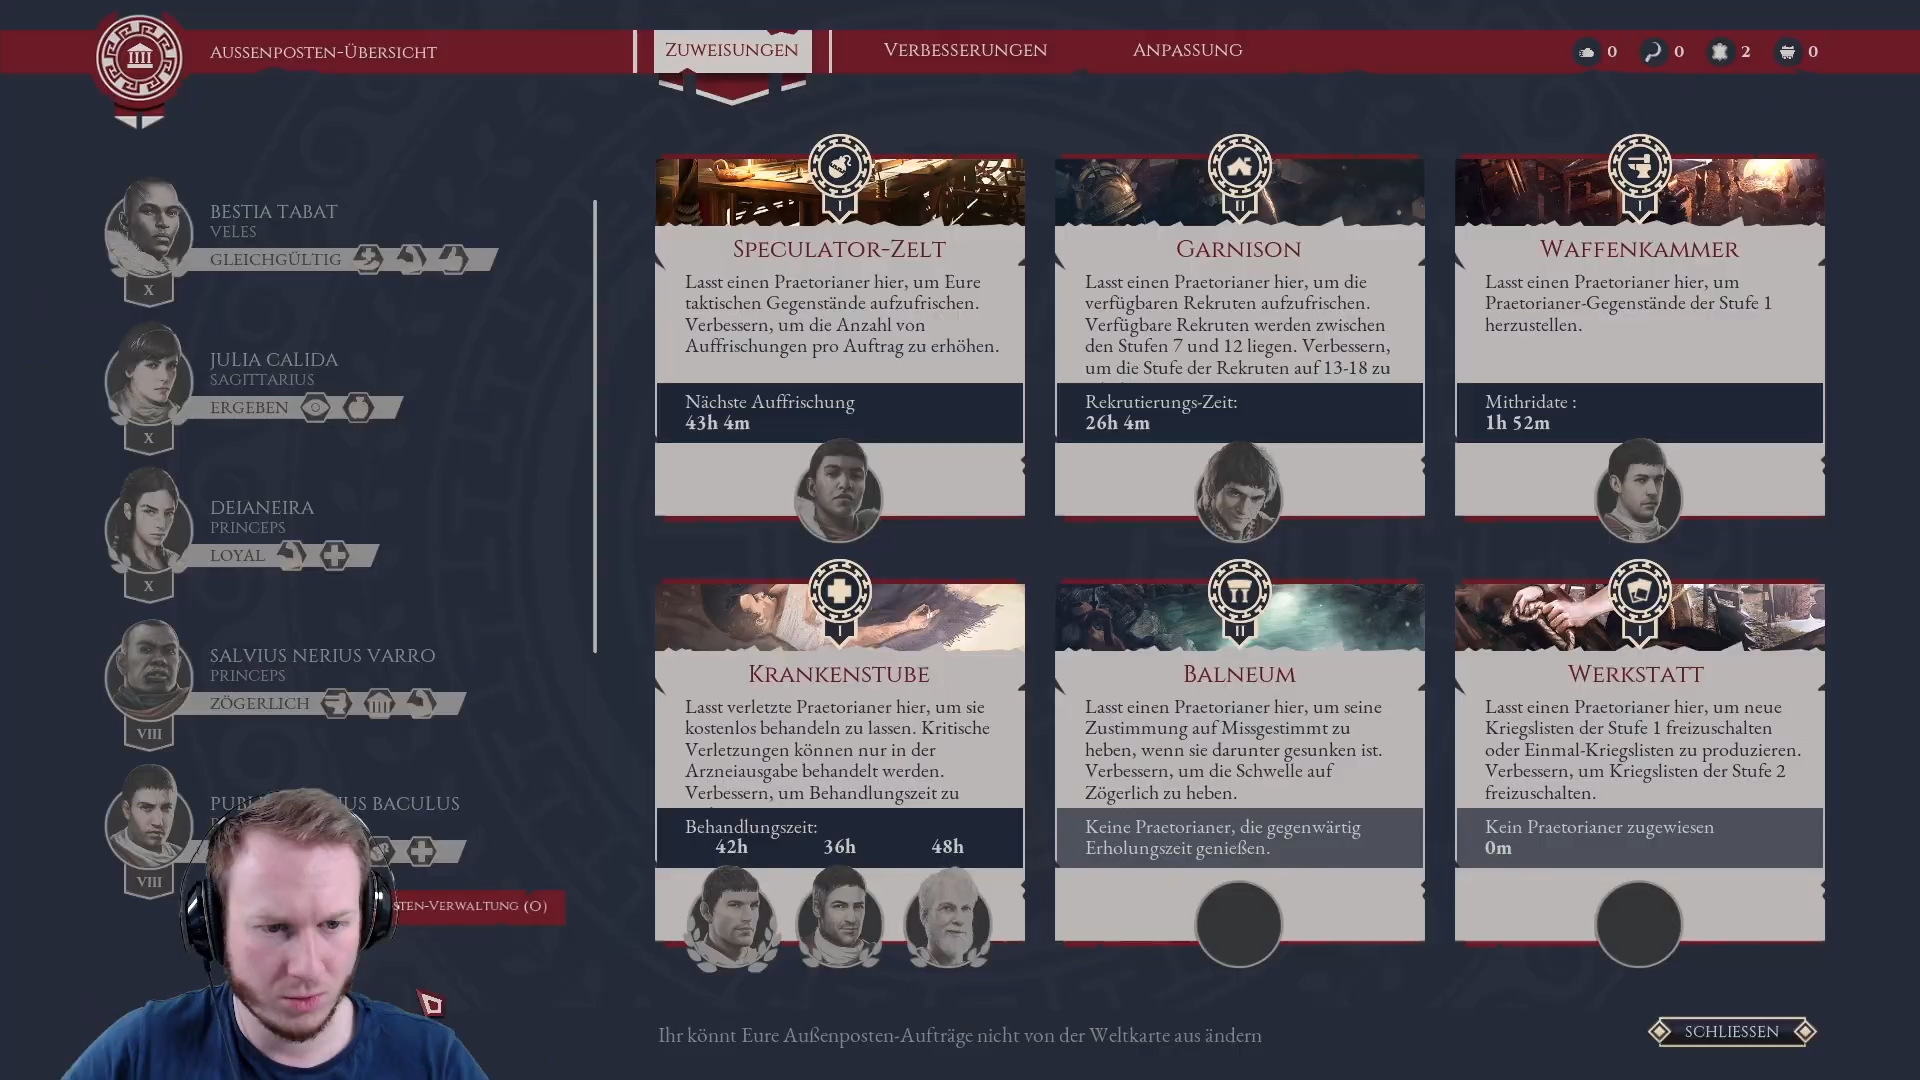 AUSSENPOSTEN-ÜBERSICHT
ZUWEISUNGEN
VERBESSERUNGEN
ANPASSUNG
0
0
2
0
BESTIA TABAT
VELES
GLEICHGÜLTIG
X
JULIA CALIDA
SAGITTARIUS
ERGEBEN
X
DEIANEIRA
PRINCEPS
LOYAL
X
SALVIUS NERIUS VARRO
PRINCEPS
ZÖGERLICH
VIII
BACULUS
VIII
STEN-VERWALTUNG (0)
I
SPECULATOR-ZELT
Lasst einen Praetorianer hier, um Eure
taktischen Gegenstände aufzufrischen.
Verbessern, um die Anzahl von
Auffrischungen pro Auftrag zu erhöhen.
Nächste Auffrischung
43h 4m
II
GARNISON
Lasst einen Praetorianer hier, um die
verfügbaren Rekruten aufzufrischen.
Verfügbare Rekruten werden zwischen
den Stufen 7 und 12 liegen. Verbessern,
um die Stufe der Rekruten auf 13-18 zu
Rekrutierungs-Zeit:
26h 4m
I
WAFFENKAMMER
Lasst einen Praetorianer hier, um
Praetorianer-Gegenstände der Stufe 1
herzustellen.
Mithridate :
1h 52m
I
KRANKENSTUBE
Lasst verletzte Praetorianer hier, um sie
kostenlos behandeln zu lassen. Kritische
Verletzungen können nur in der
Arzneiausgabe behandelt werden.
Verbessern, um Behandlungszeit zu
Behandlungszeit:
42h 36h 48h
II
BALNEUM
Lasst einen Praetorianer hier, um seine
Zustimmung auf Missgestimmt zu
heben, wenn sie darunter gesunken ist.
Verbessern, um die Schwelle auf
Zögerlich zu heben.
Keine Praetorianer, die gegenwärtig
Erholungszeit genießen.
I
WERKSTATT
Lasst einen Praetorianer hier, um neue
Kriegslisten der Stufe 1 freizuschalten
oder Einmal-Kriegslisten zu produzieren.
Verbessern, um Kriegslisten der Stufe 2
freizuschalten.
Kein Praetorianer zugewiesen
0m
Ihr könnt Eure Außenposten-Aufträge nicht von der Weltkarte aus ändern
SCHLIESSEN